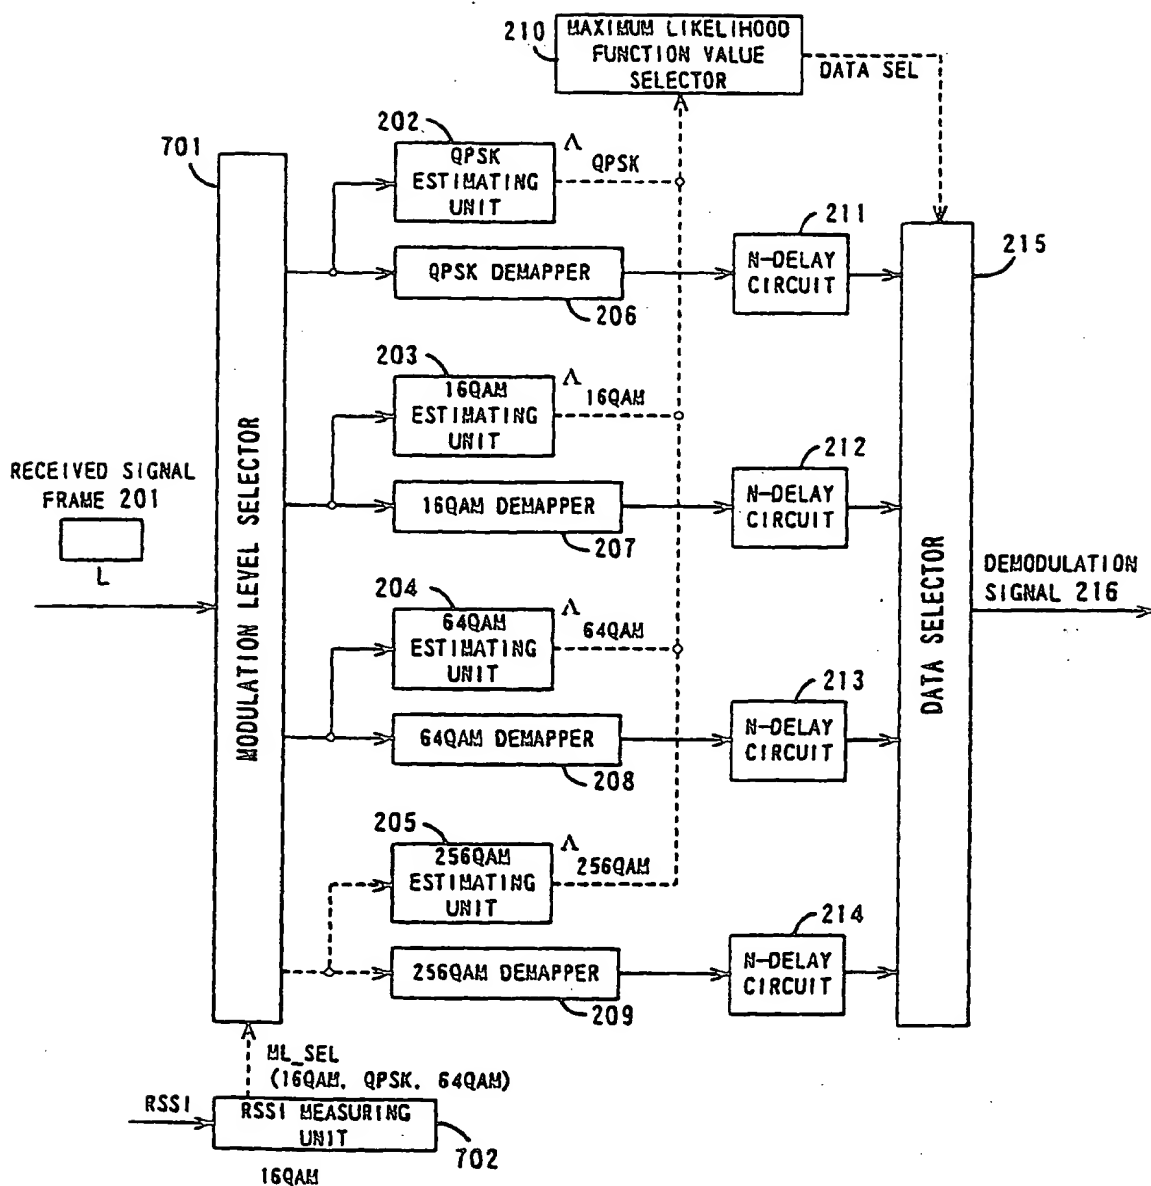 210
MAXIMUM LIKELIHOOD
FUNCTION VALUE
SELECTOR
DATA SEL
701
202
QPSK
ESTIMATING
UNIT
Λ QPSK
QPSK DEMAPPER
206
211
N-DELAY
CIRCUIT
215
203
16QAM
ESTIMATING
UNIT
Λ 16QAM
16QAM DEMAPPER
207
212
N-DELAY
CIRCUIT
RECEIVED SIGNAL
FRAME 201
L
MODULATION LEVEL SELECTOR
204
64QAM
ESTIMATING
UNIT
Λ 64QAM
64QAM DEMAPPER
208
213
N-DELAY
CIRCUIT
DATA SELECTOR
DEMODULATION
SIGNAL 216
205
256QAM
ESTIMATING
UNIT
Λ 256QAM
256QAM DEMAPPER
209
214
N-DELAY
CIRCUIT
ML_SEL
(16QAM, QPSK, 64QAM)
RSSI
RSSI MEASURING
UNIT
702
16QAM